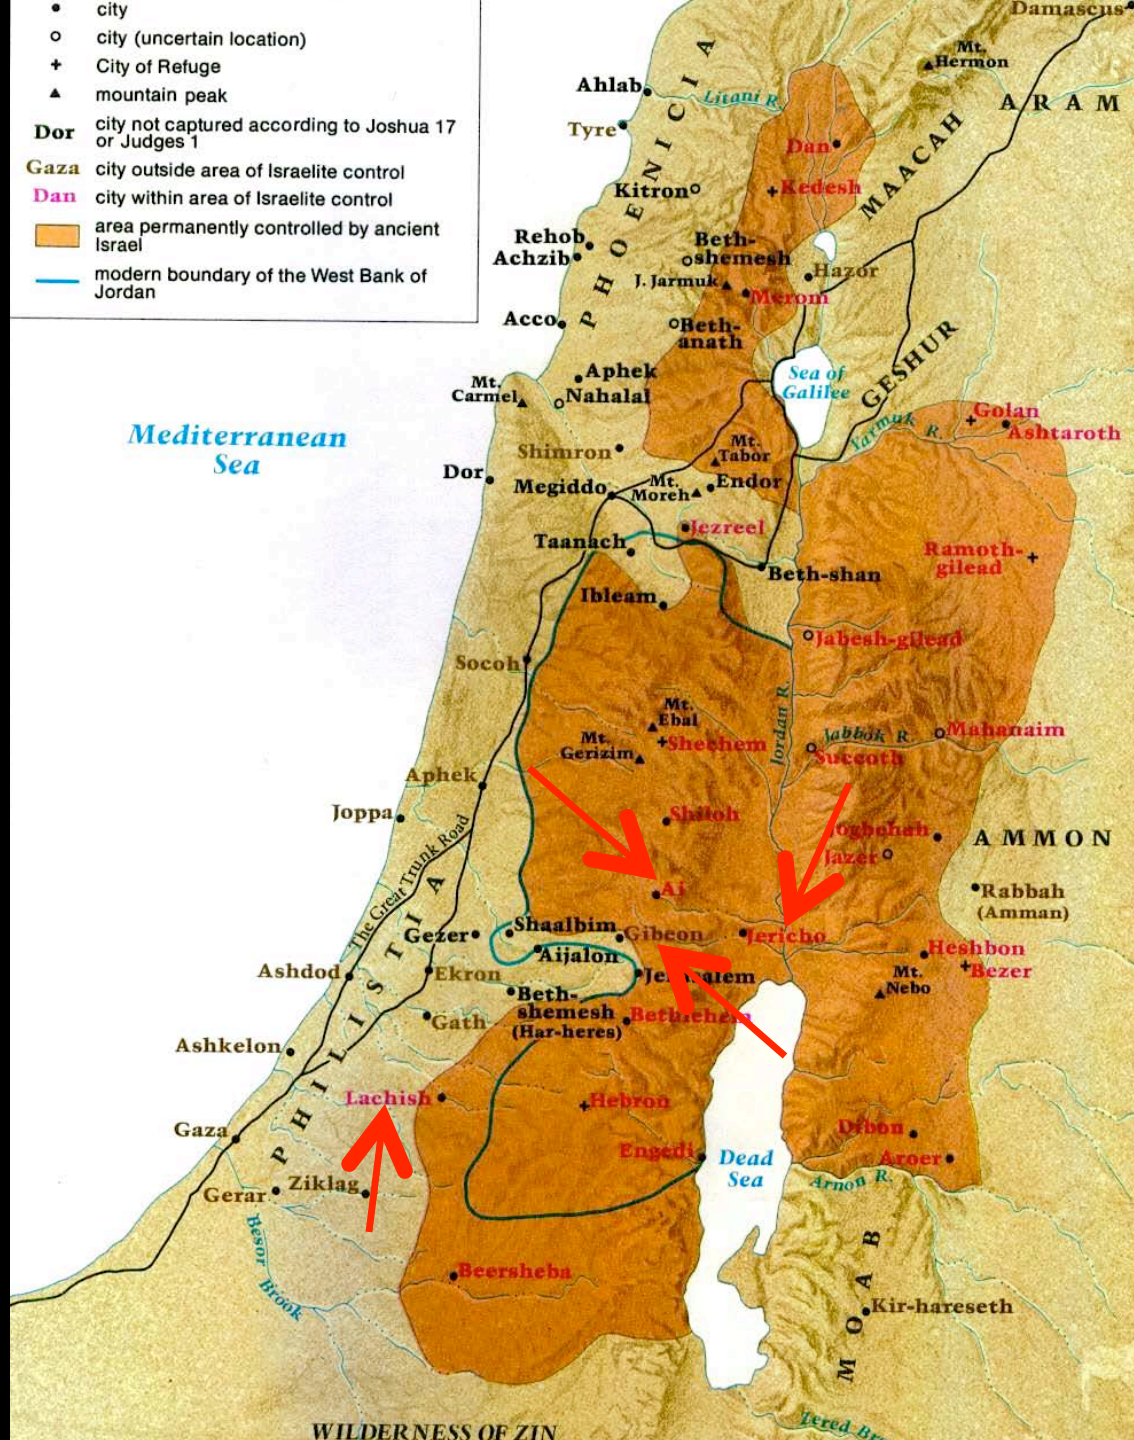 city
city (uncertain location)
City of Refuge
mountain peak
Dor
city not captured according to Joshua 17
or Judges 1
Gaza
city outside area of Israelite control
Dan
city within area of Israelite control
area permanently controlled by ancient
Israel
modern boundary of the West Bank of
Jordan
Damascus
Mt.
Hermon
ARAM
Ahlab
Litani R.
PHOENICIA
Tyre
Dan
MAACAH
Kitron
Kedesh
Rehob
Achzib
Beth-
shemesh
J. Jarmuk
Hazor
Merom
Acco
Beth-
anath
GESHUR
Aphek
Sea of
Galilee
Mt.
Carmel
Nahalal
Golan
Ashtaroth
Yarmuk R.
Mediterranean
Sea
Shimron
Mt.
Tabor
Dor
Megiddo
Mt.
Moreh
Endor
Jezreel
Taanach
Ramoth-
gilead
Beth-shan
Ibleam
Jabesh-gilead
Socoh
Jordan R.
Mt.
Ebal
Shechem
Mt.
Gerizim
Jabbok R.
Mahanaim
Succoth
Aphek
Joppa
Shiloh
Jogbehah
AMMON
Jazer
The Great Trunk Road
Ai
Rabbah
(Amman)
Shaalbim
Gezer
Gibeon
Jericho
Aijalon
Heshbon
Bezer
Ashdod
Ekron
Jerusalem
Mt.
Nebo
PHILISTIA
Beth-
shemesh
(Har-heres)
Gath
Bethlehem
Ashkelon
Lachish
Hebron
Gaza
Dibon
Engedi
Dead
Sea
Aroer
Arnon R.
Ziklag
Gerar
Besor Brook
MOAB
Beersheba
Kir-hareseth
WILDERNESS OF ZIN
Zered